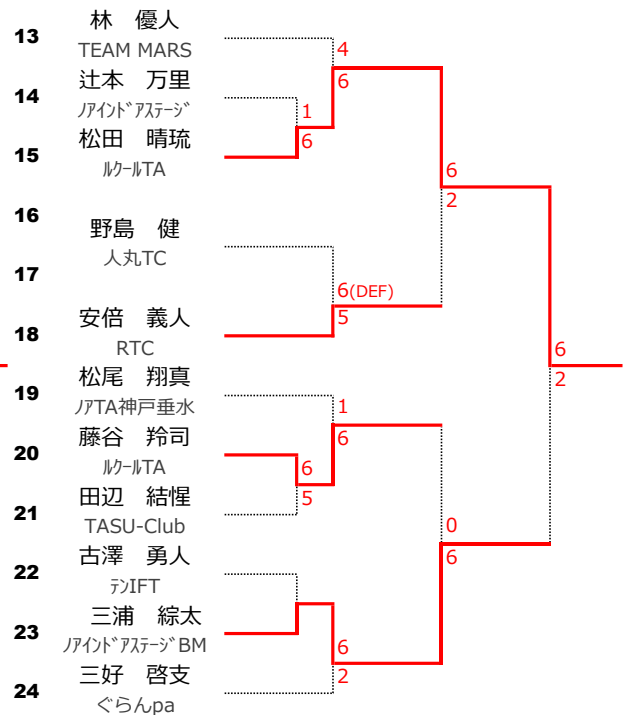 13
林　優人
TEAM MARS
4
6
14
辻本　万里
ﾉｱｲﾝﾄﾞｱｽﾃｰｼﾞ
1
15
松田　晴琉
ﾙｸｰﾙTA
6
6
2
16
野島　健
人丸TC
17
6(DEF)
5
18
安倍　義人
RTC
6
2
19
松尾　翔真
ﾉｱTA神戸垂水
1
6
20
藤谷　羚司
ﾙｸｰﾙTA
6
5
21
田辺　結惺
TASU-Club
0
6
22
古澤　勇人
ﾃﾝIFT
23
三浦　綜太
ﾉｱｲﾝﾄﾞｱｽﾃｰｼﾞBM
6
2
24
三好　啓支
ぐらんpa